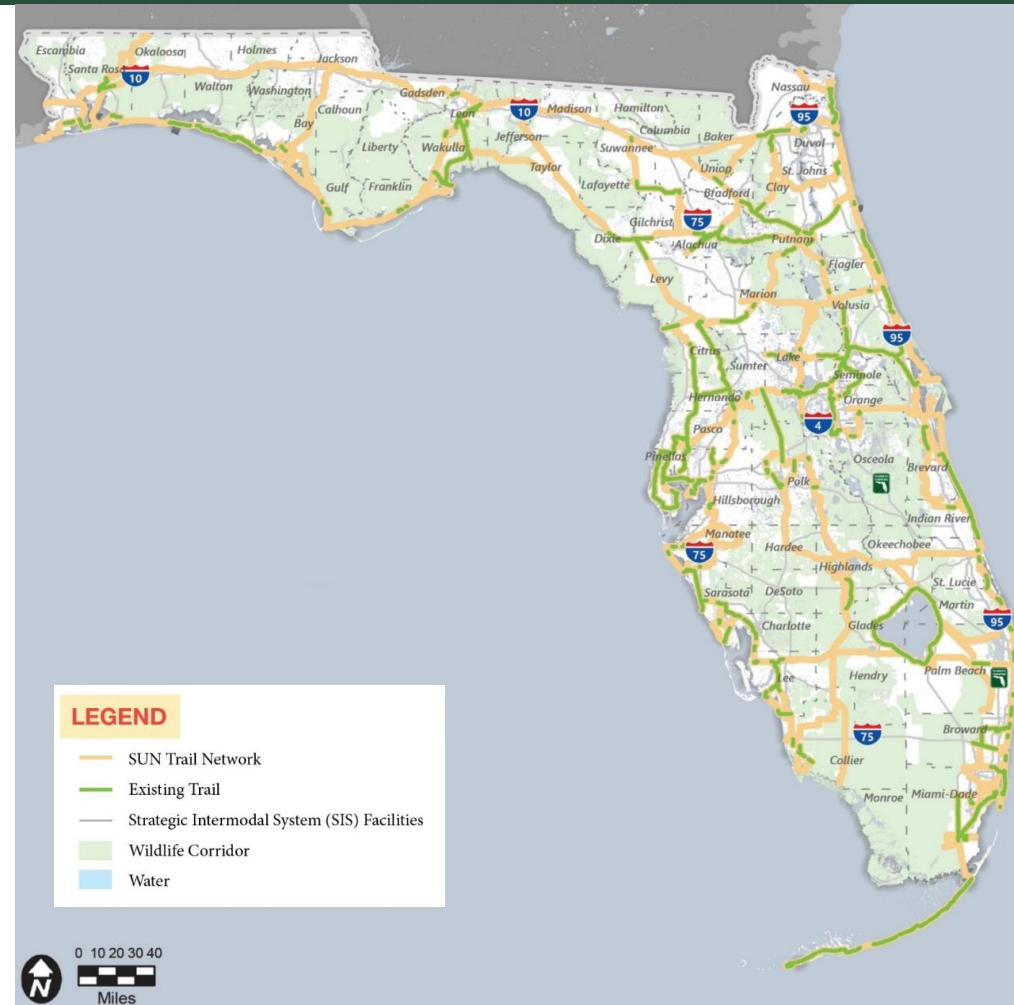 Escambia
Santa Rosa
Okaloosa
Holmes
Jackson
10
Walton
Washington
Calhoun
Bay
Liberty
Gulf
Franklin
Gadsden
Leon
Wakulla
10
Jefferson
Madison
Hamilton
Taylor
Suwannee
Columbia
Baker
Nassau
95
Duval
St. Johns
Union
Bradford
Clay
Lafayette
Gilchrist
75
Dixie
Alachua
Putnam
Flagler
Levy
Marion
Volusia
95
Citrus
Sumter
Lake
Seminole
Hernando
Orange
4
Pasco
Pinellas
Osceola
Brevard
Polk
Hillsborough
Indian River
Manatee
75
Hardee
Okeechobee
Highlands
St. Lucie
Sarasota
DeSoto
Martin
95
Charlotte
Glades
Lee
Hendry
Palm Beach
75
Broward
Collier
Monroe
Miami-Dade
LEGEND
SUN Trail Network
Existing Trail
Strategic Intermodal System (SIS) Facilities
Wildlife Corridor
Water
0 10 20 30 40
Miles
N